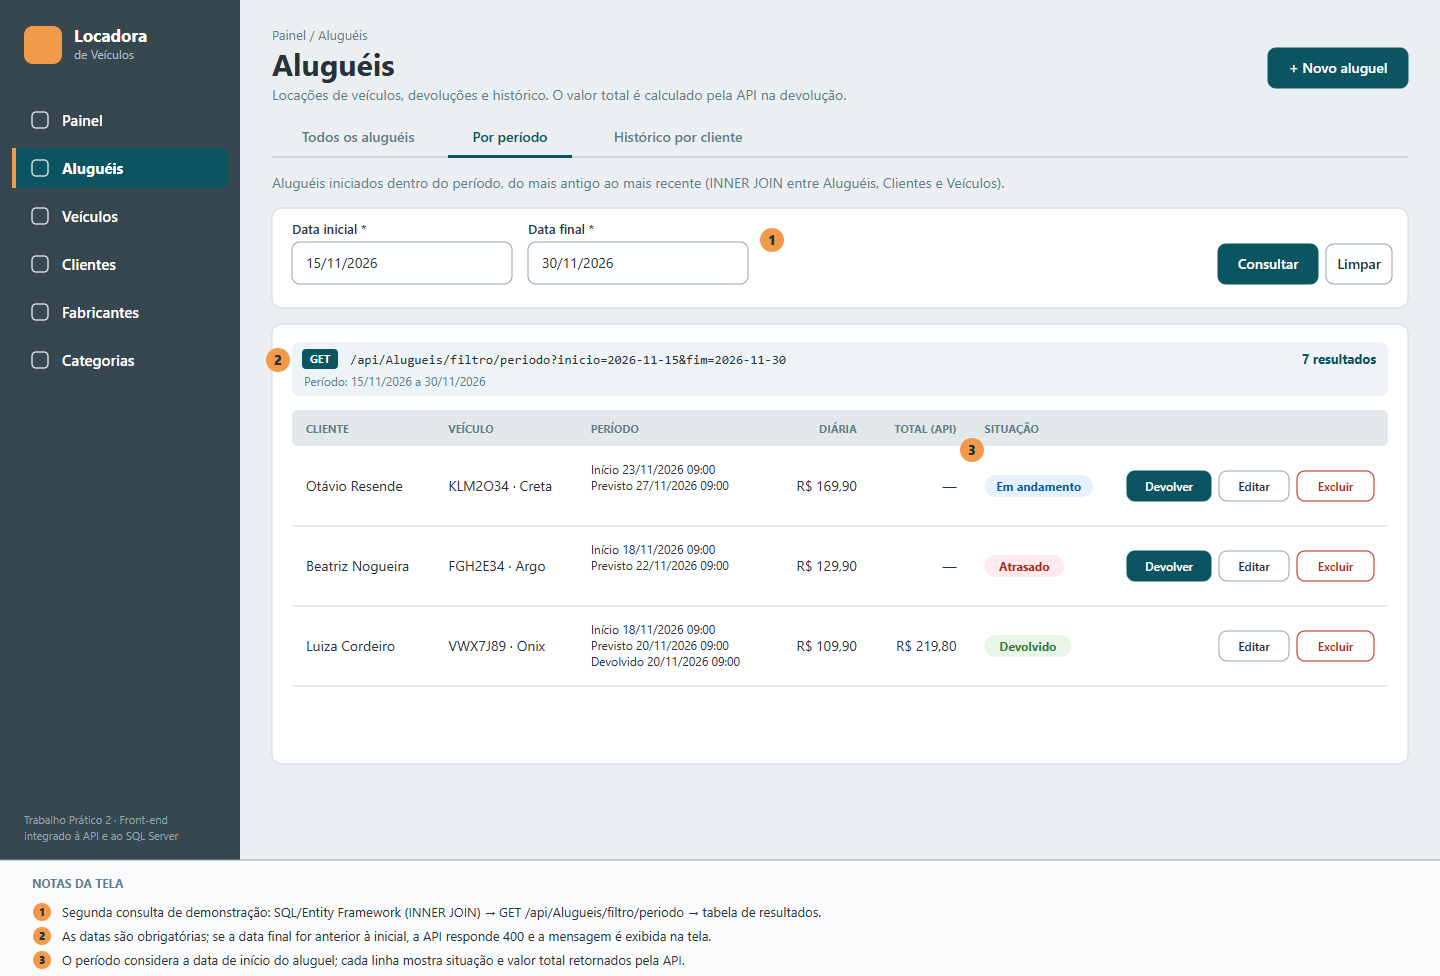 Locadora
de Veículos
Painel
Aluguéis
Veículos
Clientes
Fabricantes
Categorias
Trabalho Prático 2 · Front-end
integrado à API e ao SQL Server
Painel / Aluguéis
Aluguéis
Locações de veículos, devoluções e histórico. O valor total é calculado pela API na devolução.
+ Novo aluguel
Todos os aluguéis
Por período
Histórico por cliente
Aluguéis iniciados dentro do período, do mais antigo ao mais recente (INNER JOIN entre Aluguéis, Clientes e Veículos).
Data inicial *
Data final *
1
15/11/2026
30/11/2026
Consultar
Limpar
2
GET /api/Alugueis/filtro/periodo?inicio=2026-11-15&fim=2026-11-30
7 resultados
Período: 15/11/2026 a 30/11/2026
CLIENTE VEÍCULO PERÍODO DIÁRIA TOTAL (API) SITUAÇÃO
3
Início 23/11/2026 09:00
Otávio Resende KLM2O34 · Creta Previsto 27/11/2026 09:00 R$ 169,90 — Em andamento Devolver Editar Excluir
Início 18/11/2026 09:00
Beatriz Nogueira FGH2E34 · Argo Previsto 22/11/2026 09:00 R$ 129,90 — Atrasado Devolver Editar Excluir
Início 18/11/2026 09:00
Luiza Cordeiro VWX7J89 · Onix Previsto 20/11/2026 09:00 R$ 109,90 R$ 219,80 Devolvido Editar Excluir
Devolvido 20/11/2026 09:00
NOTAS DA TELA
1 Segunda consulta de demonstração: SQL/Entity Framework (INNER JOIN) → GET /api/Alugueis/filtro/periodo → tabela de resultados.
2 As datas são obrigatórias; se a data final for anterior à inicial, a API responde 400 e a mensagem é exibida na tela.
3 O período considera a data de início do aluguel; cada linha mostra situação e valor total retornados pela API.